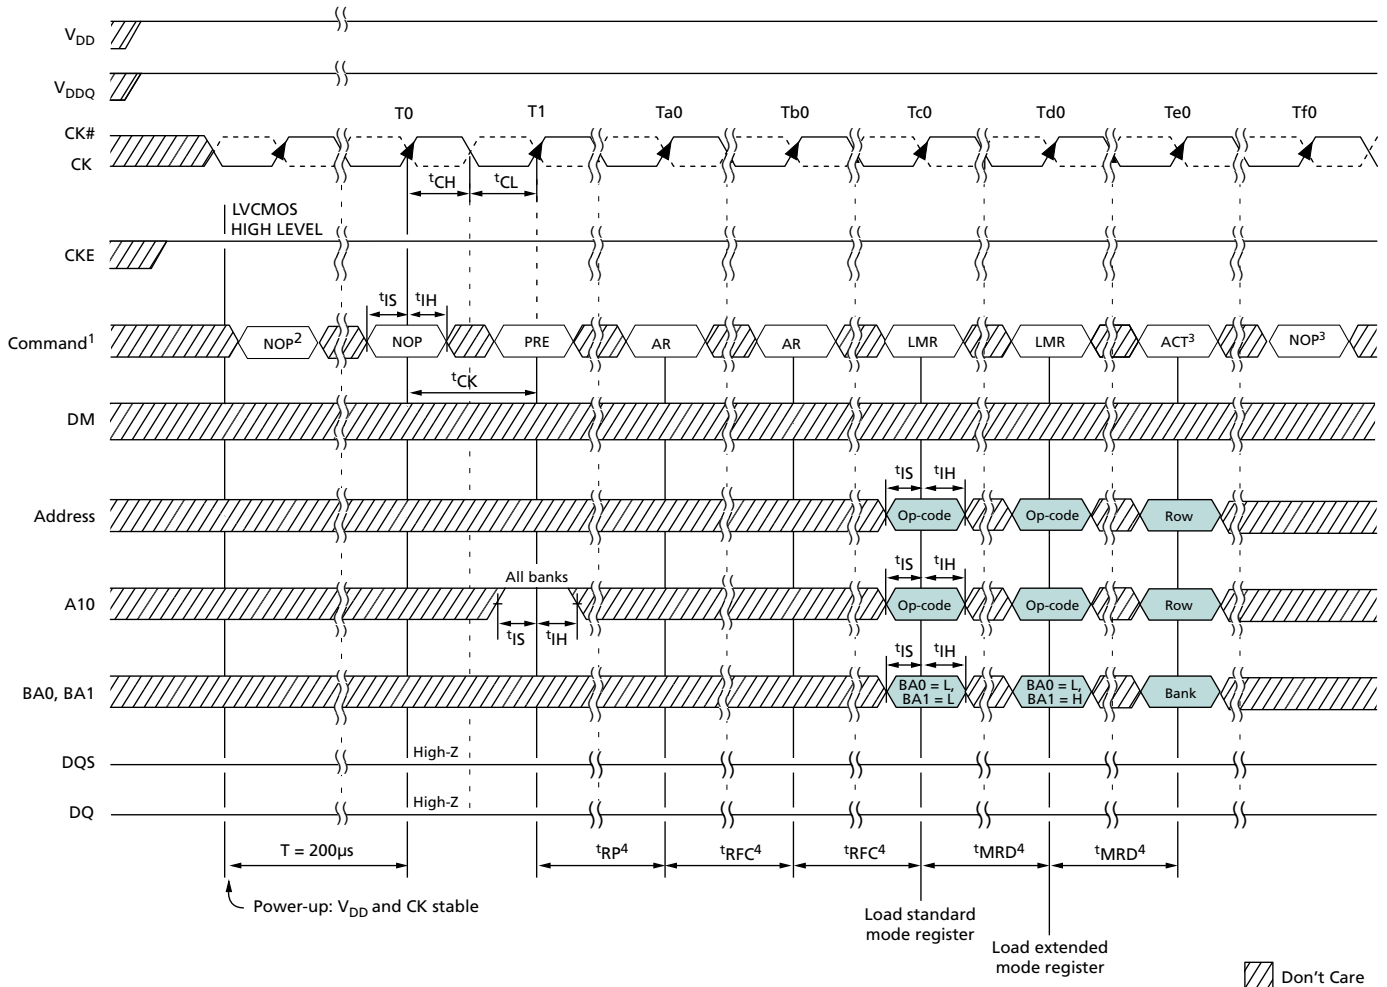 VDD
VDDQ
T0 T1 Ta0 Tb0 Tc0 Td0 Te0 Tf0
CK#
CK
tCH tCL
LVCMOS
HIGH LEVEL
CKE
tIS tIH
Command1 NOP2 NOP PRE AR AR LMR LMR ACT3 NOP3
tCK
DM
tIS tIH
Address Op-code Op-code Row
All banks tIS tIH
A10 Op-code Op-code Row
tIS tIH
tIS tIH
BA0, BA1 BA0 = L, BA1 = L BA0 = L, BA1 = H Bank
DQS High-Z
DQ High-Z
T = 200µs tRP4 tRFC4 tRFC4 tMRD4 tMRD4
Power-up: VDD and CK stable
Load standard
mode register
Load extended
mode register
Don't Care